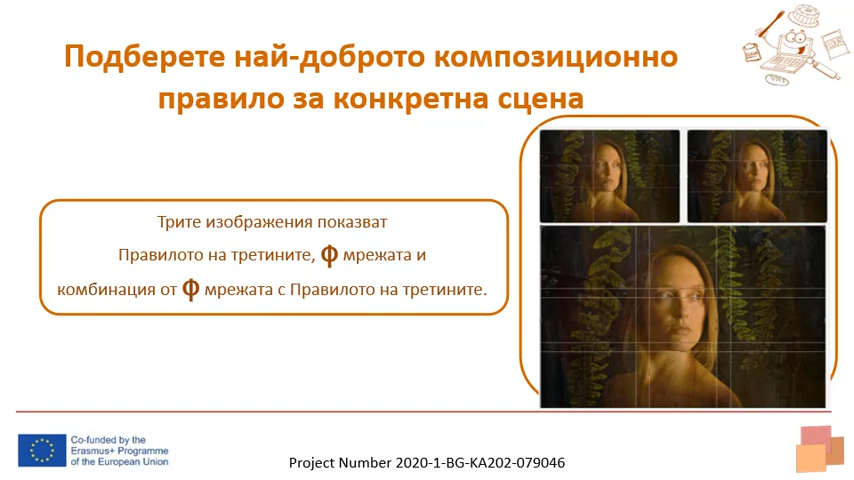 Подберете най-доброто композиционно
правило за конкретна сцена
Трите изображения показват
Правилото на третините, φ мрежата и
комбинация от φ мрежата с Правилото на третините.
Co-funded by the
Erasmus+ Programme
of the European Union
Project Number 2020-1-BG-KA202-079046